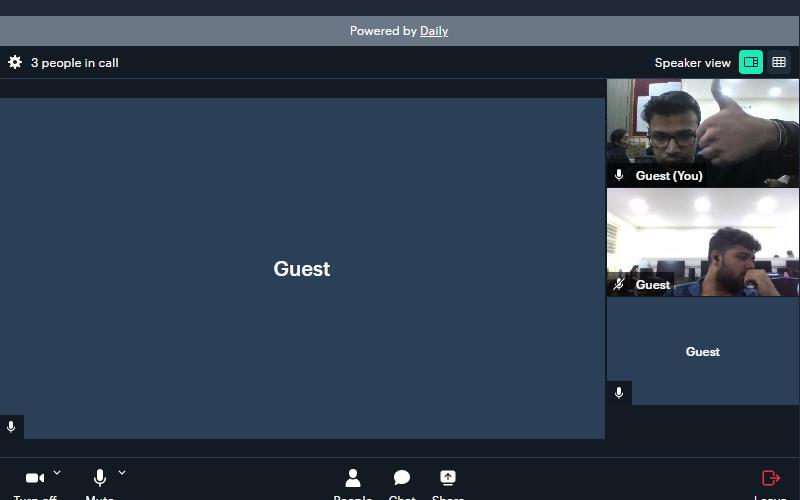 Powered by Daily
3 people in call
Speaker view
Guest (You)
Guest
Guest
Guest
Turn off
Mute
People
Chat
Share
Leave